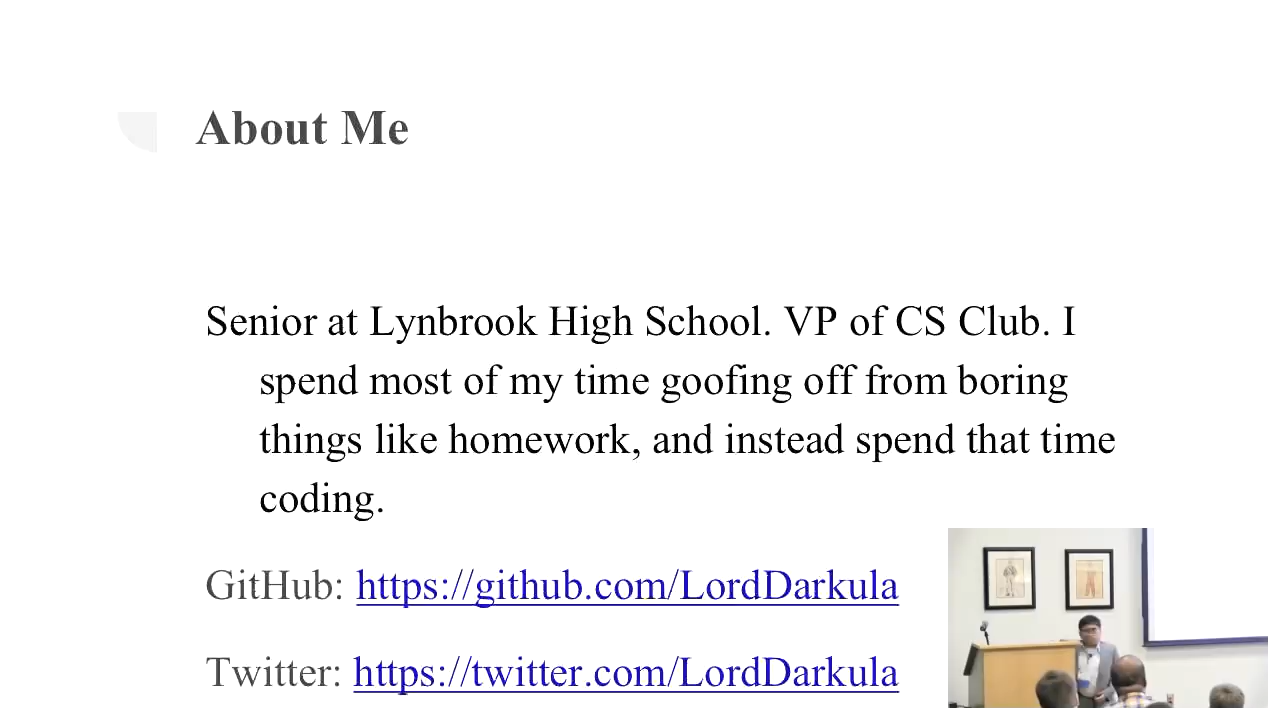 About Me
Senior at Lynbrook High School. VP of CS Club. I
spend most of my time goofing off from boring
things like homework, and instead spend that time
coding.
GitHub: https://github.com/LordDarkula
Twitter: https://twitter.com/LordDarkula